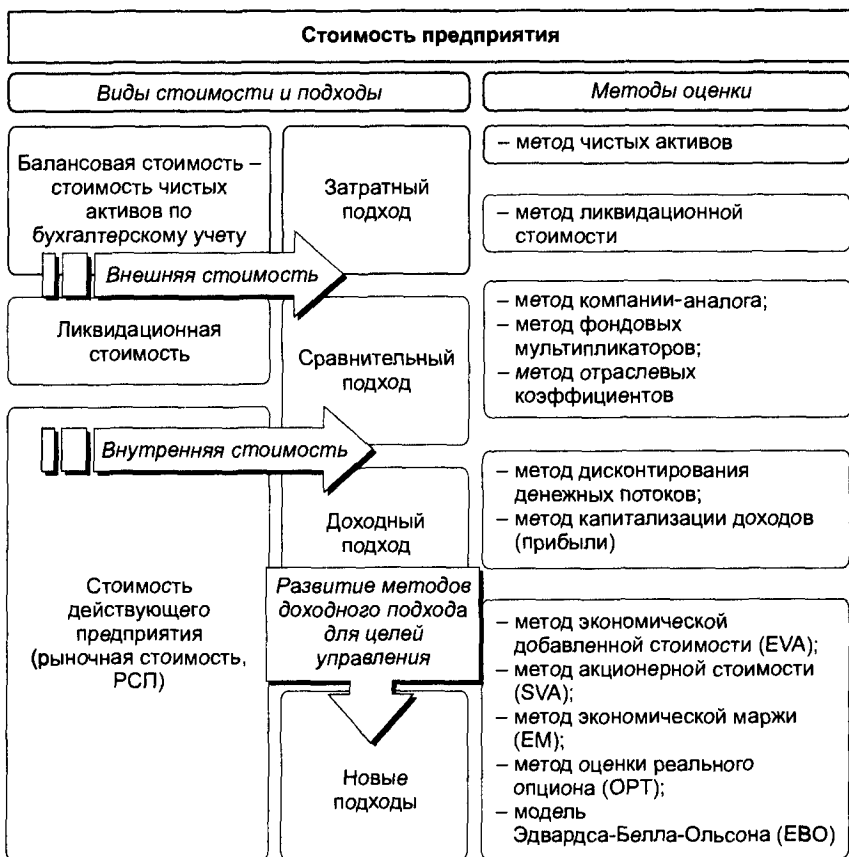 Стоимость предприятия
Виды стоимости и подходы
Методы оценки
Балансовая стоимость –
стоимость чистых
активов по
бухгалтерскому учету
Внешняя стоимость
Ликвидационная
стоимость
Внутренняя стоимость
Стоимость
действующего
предприятия
(рыночная стоимость,
РСП)
Затратный
подход
Сравнительный
подход
Доходный
подход
Развитие методов
доходного подхода
для целей
управления
Новые
подходы
– метод чистых активов
– метод ликвидационной
стоимости
– метод компании-аналога;
– метод фондовых
мультипликаторов;
– метод отраслевых
коэффициентов
– метод дисконтирования
денежных потоков;
– метод капитализации доходов
(прибыли)
– метод экономической
добавленной стоимости (EVA);
– метод акционерной стоимости
(SVA);
– метод экономической маржи
(EM);
– метод оценки реального
опциона (ОРТ);
– модель
Эдвардса-Белла-Ольсона (ЕВО)